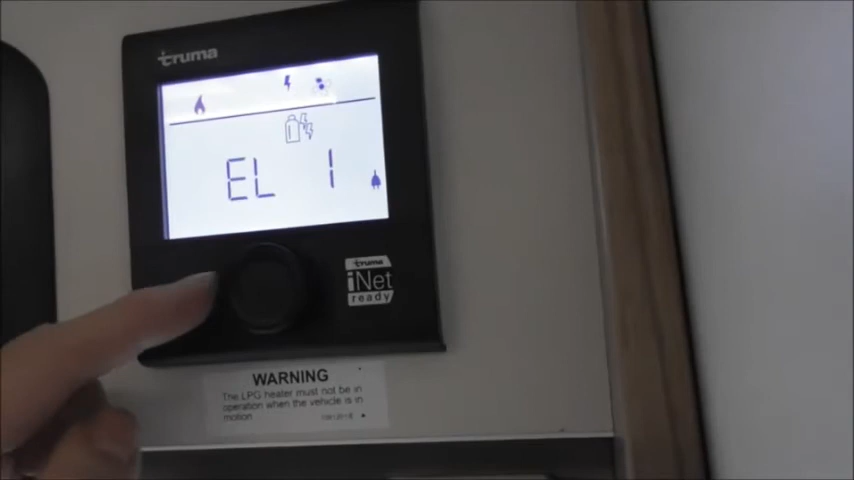 truma
EL 1
truma
iNet
ready
WARNING
The LPG heater must not be in
operation when the vehicle is in
motion